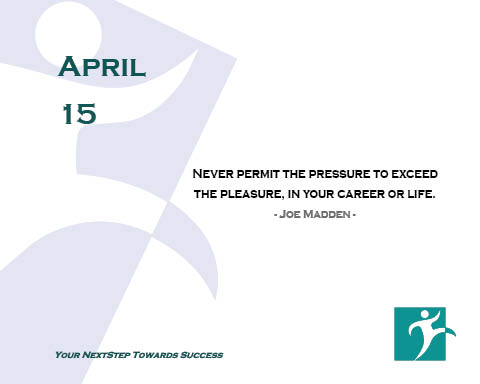 April
15
Never permit the pressure to exceed
the pleasure, in your career or life.
- Joe Madden -
Your NextStep Towards Success